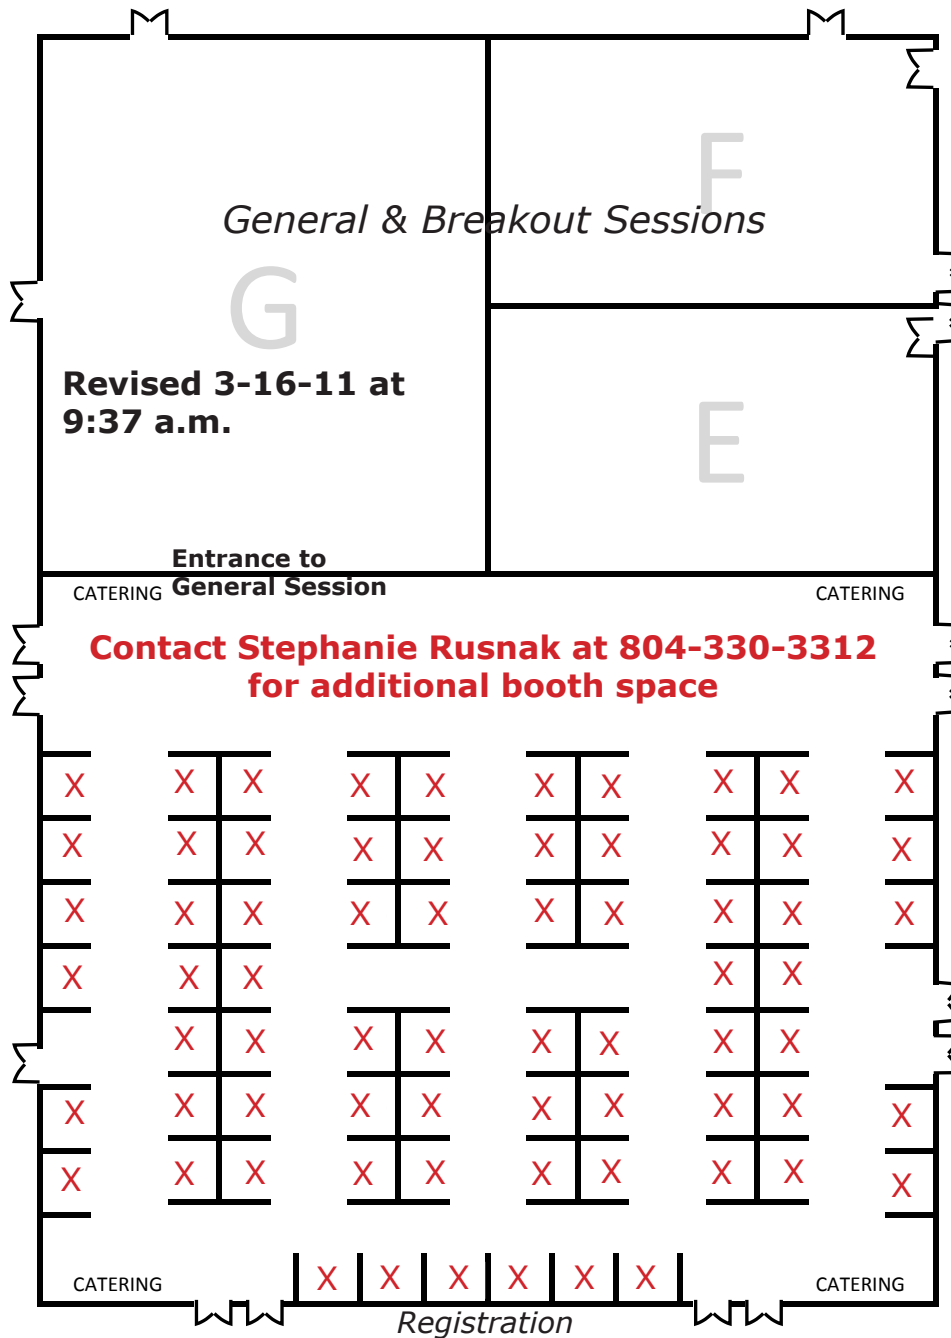 F
General & Breakout Sessions
G
Revised 3-16-11 at
9:37 a.m.
E
Entrance to
General Session
CATERING
CATERING
Contact Stephanie Rusnak at 804-330-3312
for additional booth space
X X X X X X X X X X
X X X X X X X X X X
X X X X X X X X X X
X X X X X
X X X X X X X X
X X X X X X X X X X
X X X X X X X X X X
X X X X X X
CATERING
CATERING
Registration